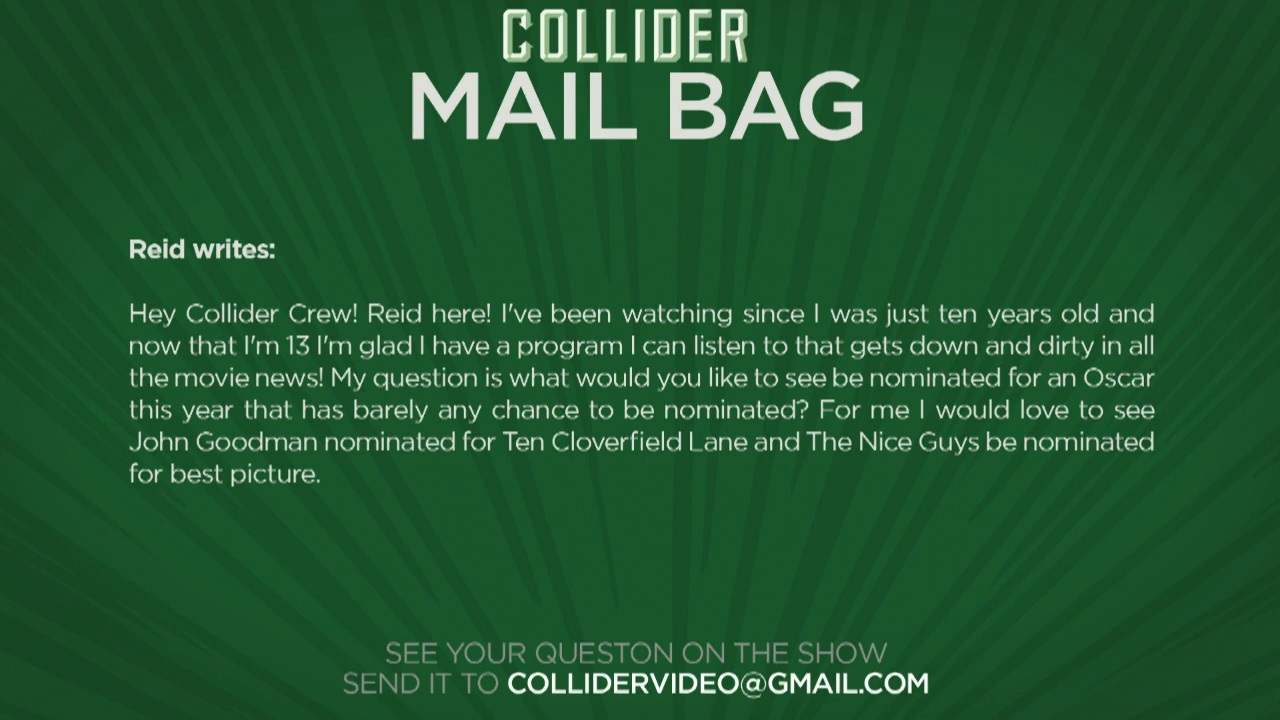 COLLIDER
MAIL BAG
Reid writes:
Hey Collider Crew! Reid here! I've been watching since I was just ten years old and
now that I'm 13 I'm glad I have a program I can listen to that gets down and dirty in all
the movie news! My question is what would you like to see be nominated for an Oscar
this year that has barely any chance to be nominated? For me I would love to see
John Goodman nominated for Ten Cloverfield Lane and The Nice Guys be nominated
for best picture.
SEE YOUR QUESTON ON THE SHOW
SEND IT TO COLLIDERVIDEO@GMAIL.COM